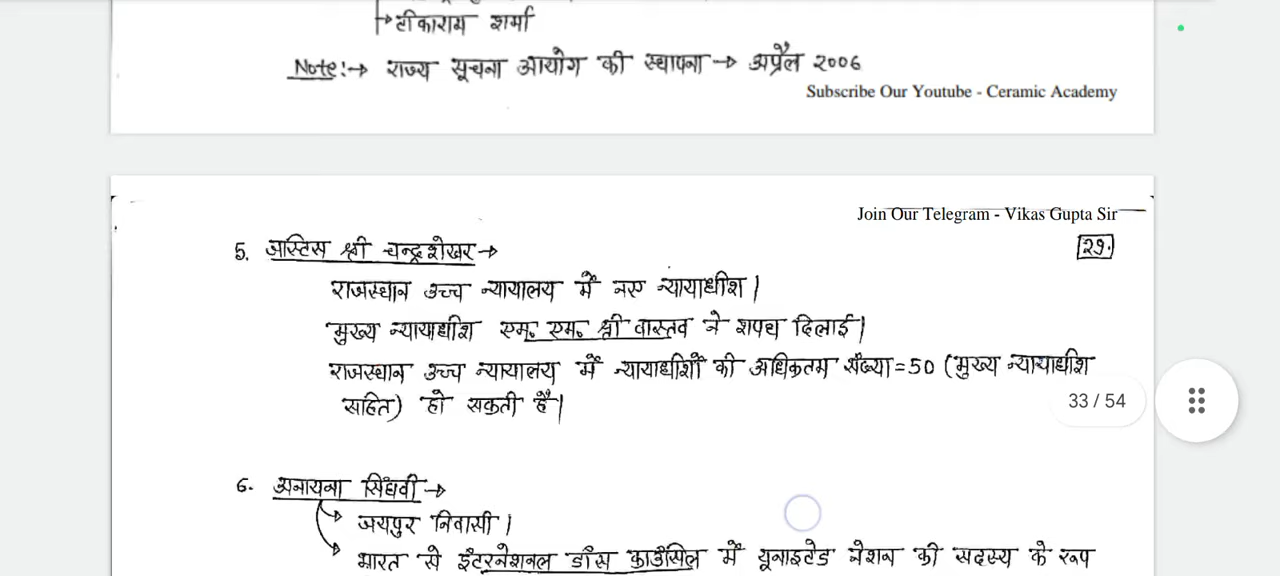 टीकाराम शर्मा
Note:→ राज्य सूचना आयोग की स्थापना → अप्रैल 2006
Subscribe Our Youtube - Ceramic Academy
Join Our Telegram - Vikas Gupta Sir
29.
5. जस्टिस श्री चन्द्रशेखर →
राजस्थान उच्च न्यायालय में नए न्यायाधीश।
मुख्य न्यायाधीश एम. एम. श्री वास्तव ने शपथ दिलाई।
राजस्थान उच्च न्यायालय में न्यायाधीशों की अधिकतम संख्या = 50 (मुख्य न्यायाधीश
सहित) हो सकती है।
33 / 54
6. अनायना सिंघवी →
जयपुर निवासी।
भारत से इंटरनेशनल डाँस काउंसिल में यूनाइटेड नेशन की सदस्य के रूप